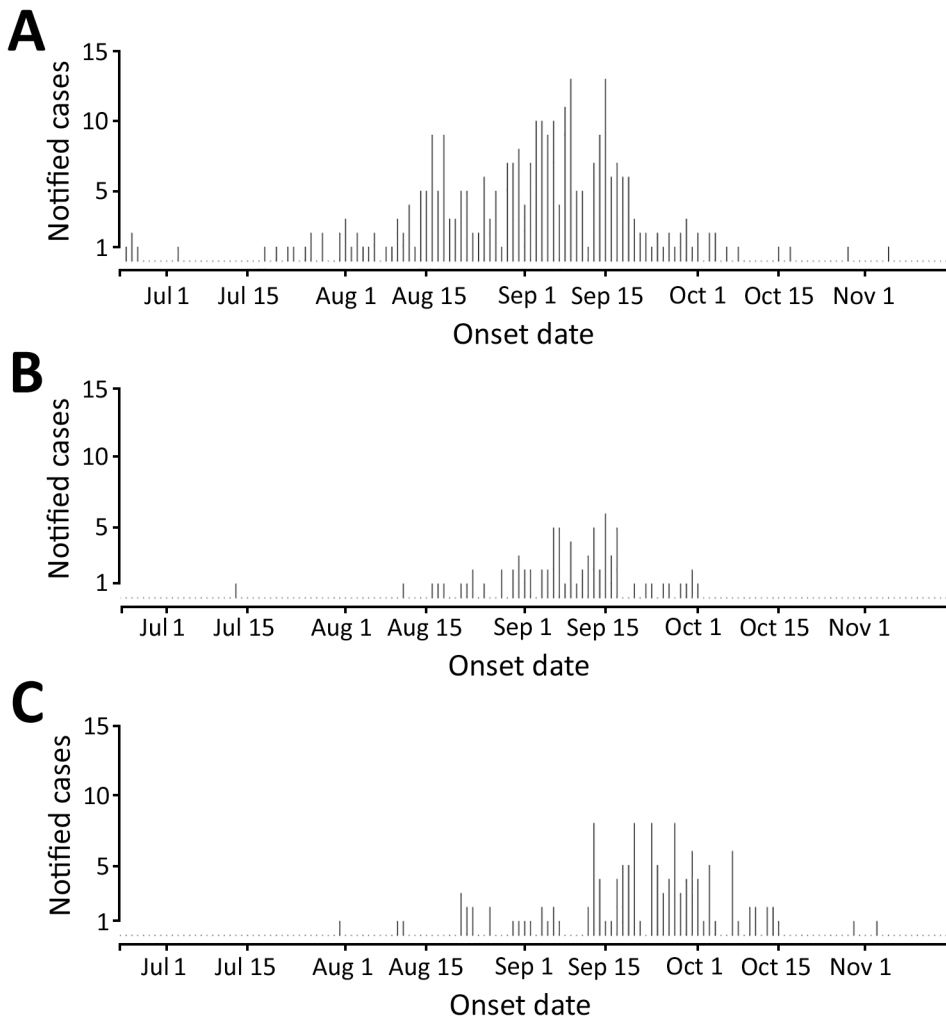 A
Notified cases
15
10
5
1
Jul 1 Jul 15 Aug 1 Aug 15 Sep 1 Sep 15 Oct 1 Oct 15 Nov 1
Onset date
B
Notified cases
15
10
5
1
Jul 1 Jul 15 Aug 1 Aug 15 Sep 1 Sep 15 Oct 1 Oct 15 Nov 1
Onset date
C
Notified cases
15
10
5
1
Jul 1 Jul 15 Aug 1 Aug 15 Sep 1 Sep 15 Oct 1 Oct 15 Nov 1
Onset date